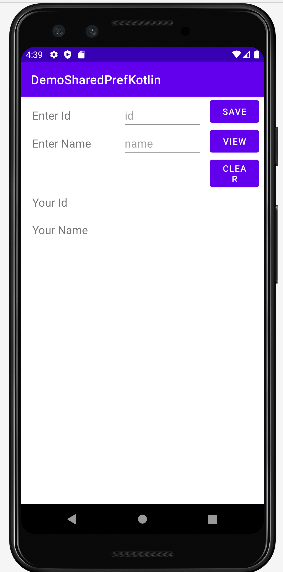 4:39
DemoSharedPrefKotlin
Enter Id id SAVE
Enter Name name VIEW
CLEA
R
Your Id
Your Name